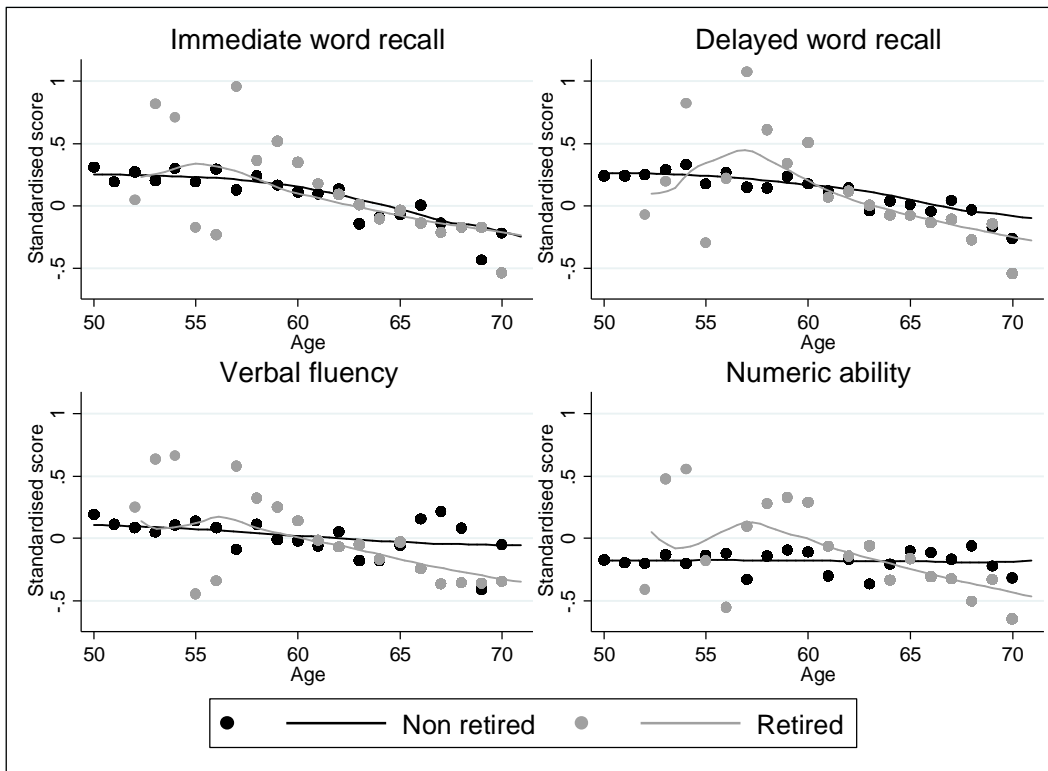 Immediate word recall
Standardised score
1
.5
0
-.5
50 55 60 65 70
Age
Delayed word recall
Standardised score
1
.5
0
-.5
50 55 60 65 70
Age
Verbal fluency
Standardised score
1
.5
0
-.5
50 55 60 65 70
Age
Numeric ability
Standardised score
1
.5
0
-.5
50 55 60 65 70
Age
Non retired
Retired